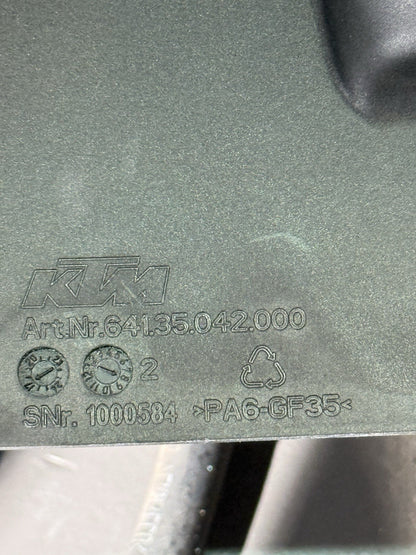 KTM
Art.Nr.641.35.042.000
2
SNr. 1000584 >PA6-GF35<